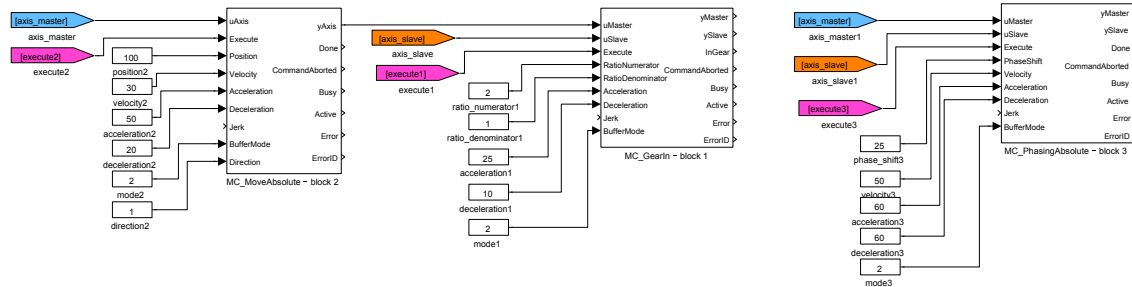 [axis_master]
axis_master
[execute2]
execute2
100
position2
30
velocity2
50
acceleration2
20
deceleration2
2
mode2
1
direction2
uAxis
Execute
Position
Velocity
Acceleration
Deceleration
Jerk
BufferMode
Direction
yAxis
Done
CommandAborted
Busy
Active
Error
ErrorID
MC_MoveAbsolute − block 2
[axis_slave]
axis_slave
[execute1]
execute1
2
ratio_numerator1
1
ratio_denominator1
25
acceleration1
10
deceleration1
2
mode1
uMaster
uSlave
Execute
RatioNumerator
RatioDenominator
Acceleration
Deceleration
Jerk
BufferMode
yMaster
ySlave
InGear
CommandAborted
Busy
Active
Error
ErrorID
MC_GearIn − block 1
[axis_master]
axis_master1
[axis_slave]
axis_slave1
[execute3]
execute3
25
phase_shift3
50
velocity3
60
acceleration3
60
deceleration3
2
mode3
uMaster
uSlave
Execute
PhaseShift
Velocity
Acceleration
Deceleration
Jerk
BufferMode
yMaster
ySlave
Done
CommandAborted
Busy
Active
Error
ErrorID
MC_PhasingAbsolute − block 3